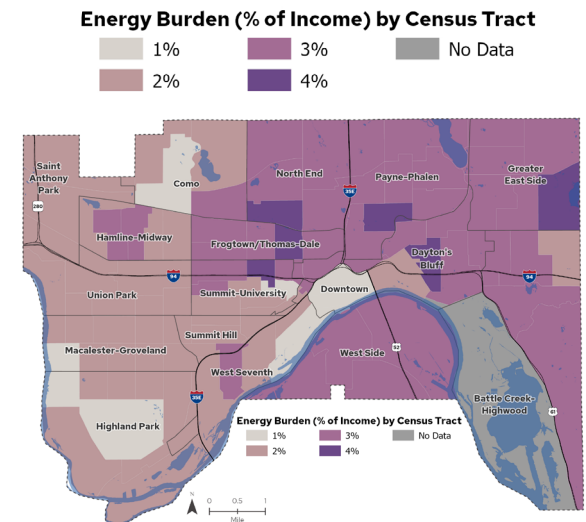 Energy Burden (% of Income) by Census Tract
1%
3%
No Data
2%
4%
Saint
Anthony
Park
Como
North End
Payne-Phalen
Greater
East Side
35E
280
Hamline-Midway
Frogtown/Thomas-Dale
Dayton's
Bluff
94
94
Union Park
Summit-University
Downtown
Summit Hill
Macalester-Groveland
West Side
52
West Seventh
35E
Battle Creek-
Highwood
61
Highland Park
Energy Burden (% of Income) by Census Tract
1%
3%
No Data
2%
4%
N
0
0.5
1
Mile